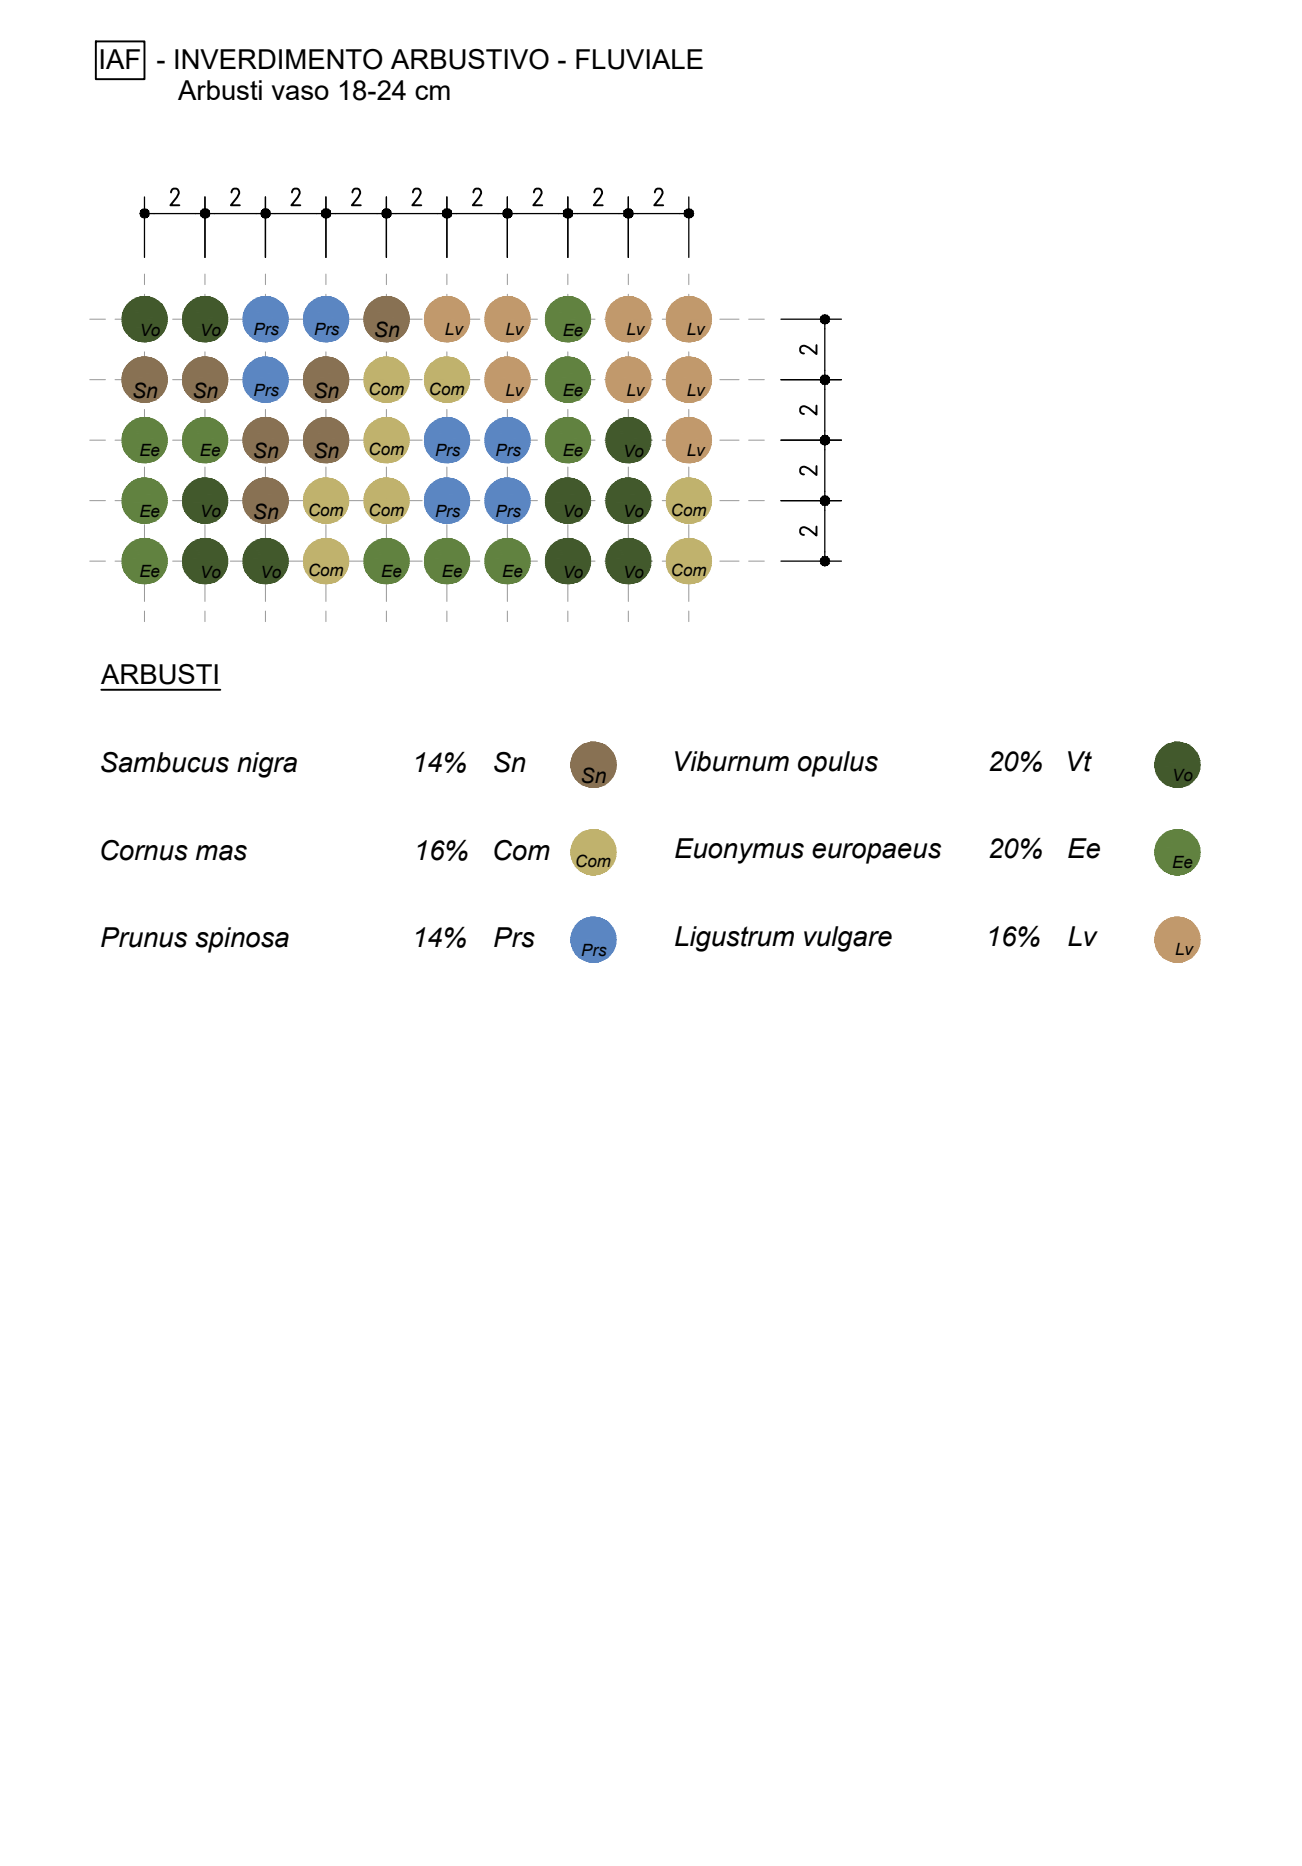 IAF - INVERDIMENTO ARBUSTIVO - FLUVIALE
Arbusti vaso 18-24 cm
2 2 2 2 2 2 2 2 2
Vo Vo Prs Prs Sn Lv Lv Ee Lv Lv
2
Sn Sn Prs Sn Com Com Lv Ee Lv Lv
2
Ee Ee Sn Sn Com Prs Prs Ee Vo Lv
2
Ee Vo Sn Com Com Prs Prs Vo Vo Com
2
Ee Vo Vo Com Ee Ee Ee Vo Vo Com
ARBUSTI
Sambucus nigra 14% Sn Sn Viburnum opulus 20% Vt Vo
Cornus mas 16% Com Com Euonymus europaeus 20% Ee Ee
Prunus spinosa 14% Prs Prs Ligustrum vulgare 16% Lv Lv